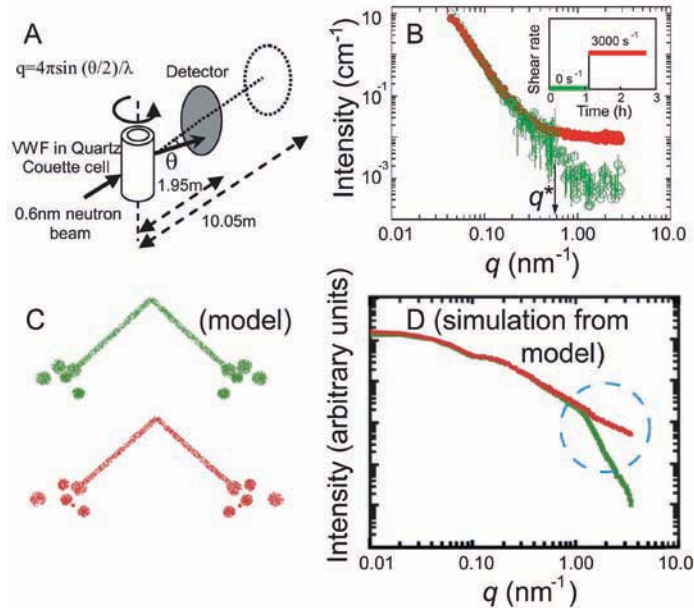 A
q=4πsin (θ/2)/λ
Detector
VWF in Quartz
Couette cell
θ
1.95m
0.6nm neutron
beam
10.05m
B
Intensity (cm⁻¹)
10
10⁻¹
10⁻³
Shear rate
3000 s⁻¹
0 s⁻¹
0 1 2 3
Time (h)
q*
0.01 0.10 1.00 10.0
q (nm⁻¹)
C (model)
D (simulation from
model)
Intensity (arbitrary units)
0.01 0.10 1.00 10.0
q (nm⁻¹)